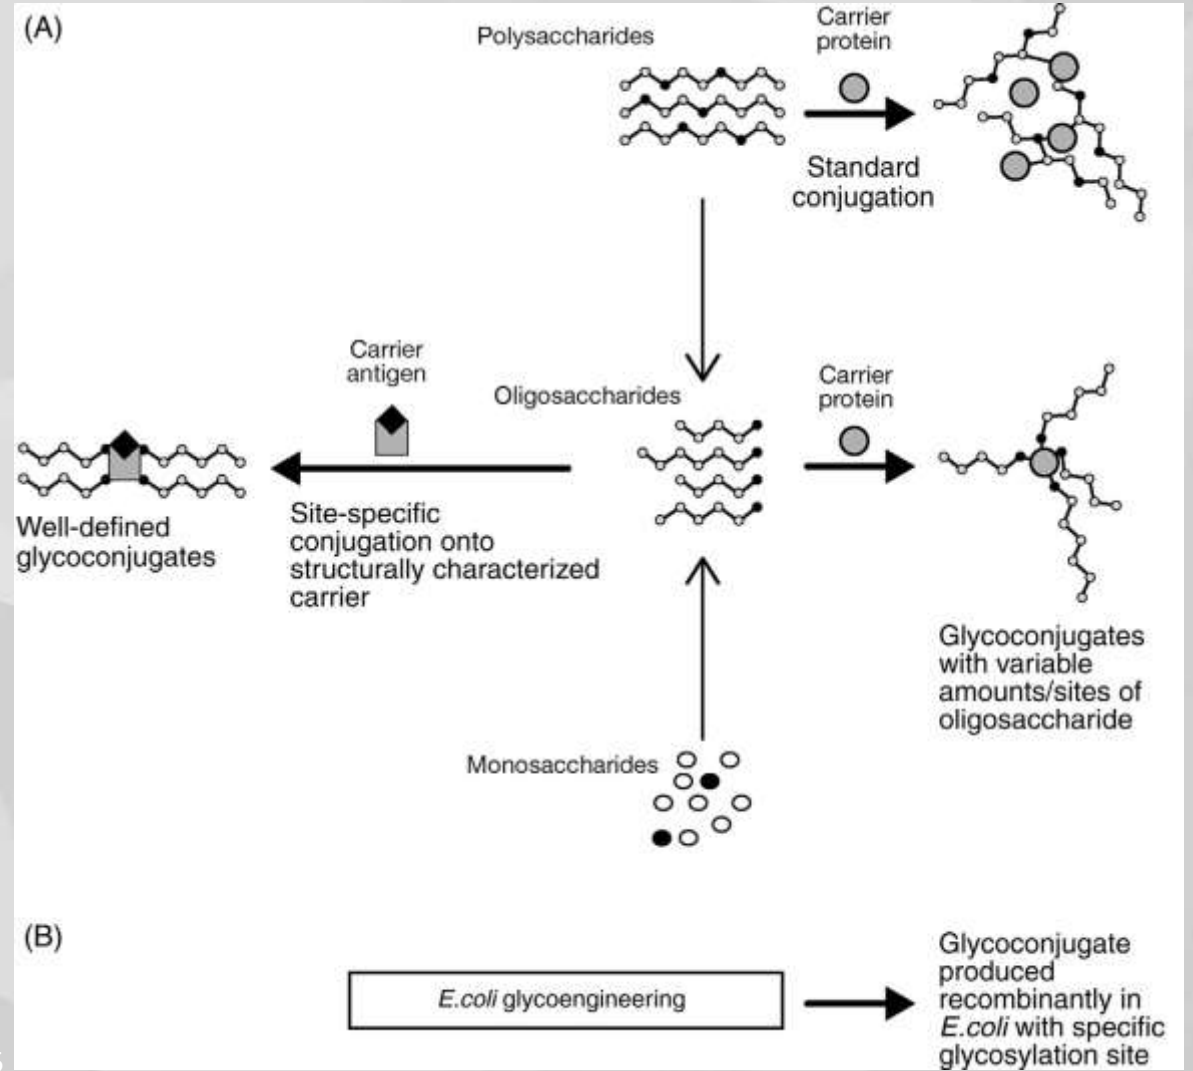 (A)
Polysaccharides
Carrier
protein
Standard
conjugation
Carrier
antigen
Oligosaccharides
Carrier
protein
Well-defined
glycoconjugates
Site-specific
conjugation onto
structurally characterized
carrier
Glycoconjugates
with variable
amounts/sites of
oligosaccharide
Monosaccharides
(B)
E.coli glycoengineering
Glycoconjugate
produced
recombinantly in
E.coli with specific
glycosylation site